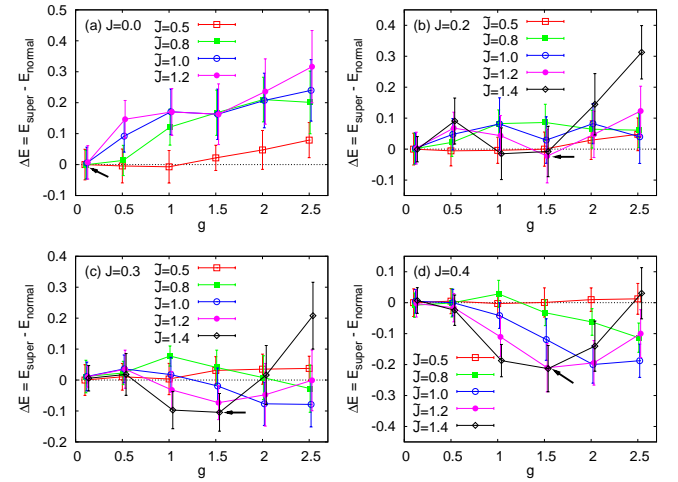 (a) J=0.0
J̃=0.5
J̃=0.8
J̃=1.0
J̃=1.2
0.5
0.4
0.3
0.2
0.1
0
-0.1
ΔE = E_super - E_normal
0 0.5 1 1.5 2 2.5
g
(b) J=0.2
J̃=0.5
J̃=0.8
J̃=1.0
J̃=1.2
J̃=1.4
0.4
0.3
0.2
0.1
0
-0.1
ΔE = E_super - E_normal
0 0.5 1 1.5 2 2.5
g
(c) J=0.3
J̃=0.5
J̃=0.8
J̃=1.0
J̃=1.2
J̃=1.4
0.4
0.3
0.2
0.1
0
-0.1
-0.2
ΔE = E_super - E_normal
0 0.5 1 1.5 2 2.5
g
(d) J=0.4
0.1
0
-0.1
-0.2
-0.3
-0.4
ΔE = E_super - E_normal
J̃=0.5
J̃=0.8
J̃=1.0
J̃=1.2
J̃=1.4
0 0.5 1 1.5 2 2.5
g